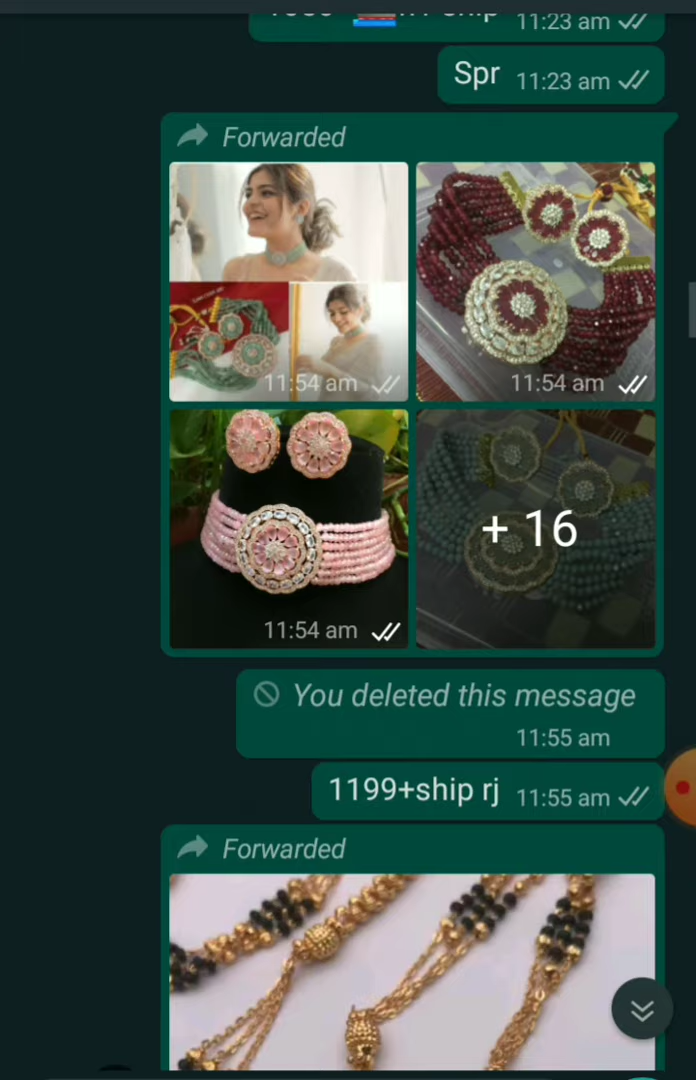 11:23 am
Spr 11:23 am
Forwarded
11:54 am
11:54 am
11:54 am
+ 16
You deleted this message
11:55 am
1199+ship rj 11:55 am
Forwarded